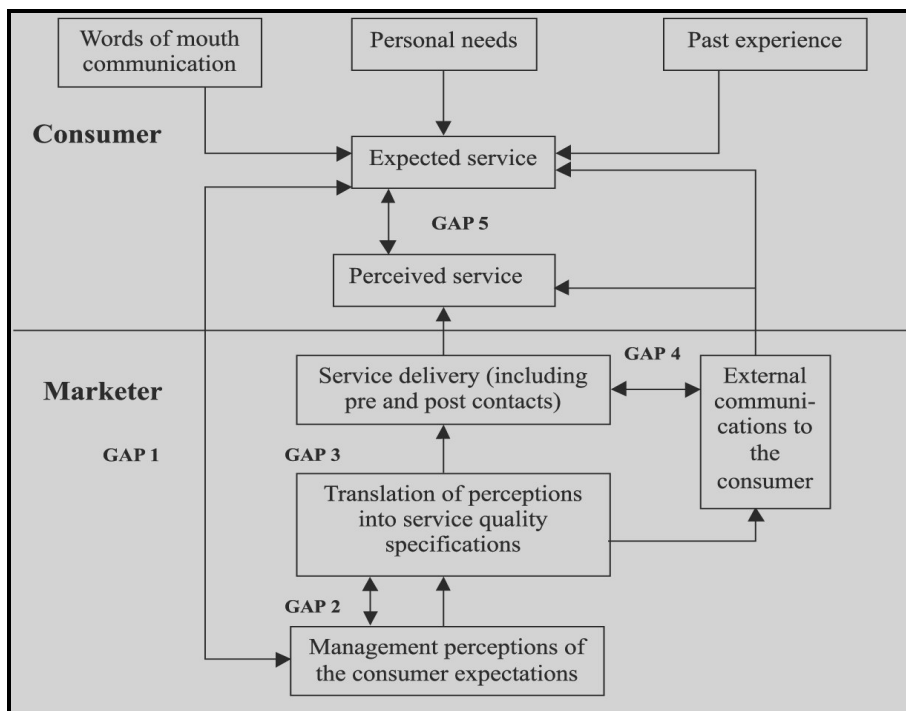 Words of mouth
communication
Personal needs
Past experience
Consumer
Expected service
GAP 5
Perceived service
Marketer
Service delivery (including
pre and post contacts)
GAP 4
External
communi-
cations to
the
consumer
GAP 1
GAP 3
Translation of perceptions
into service quality
specifications
GAP 2
Management perceptions of
the consumer expectations